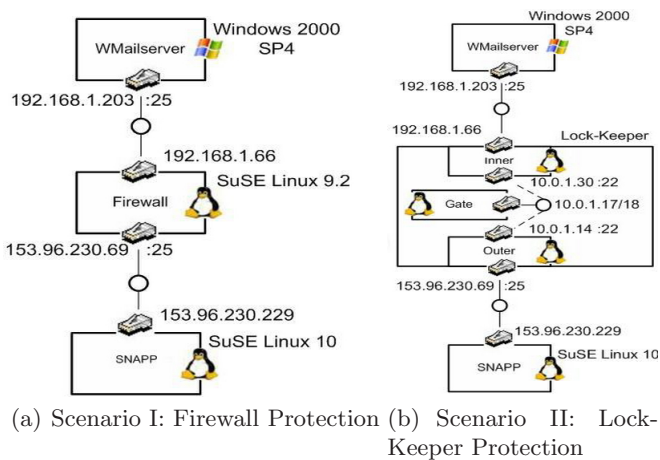 Windows 2000
SP4
WMailserver
192.168.1.203 :25
192.168.1.66
SuSE Linux 9.2
Firewall
153.96.230.69 :25
153.96.230.229
SuSE Linux 10
SNAPP
(a) Scenario I: Firewall Protection
Windows 2000
SP4
WMailserver
192.168.1.203 :25
192.168.1.66
Lock-Keeper
Inner
10.0.1.30 :22
Gate
10.0.1.17/18
10.0.1.14 :22
Outer
153.96.230.69 :25
153.96.230.229
SuSE Linux 10
SNAPP
(b) Scenario II: Lock-
Keeper Protection